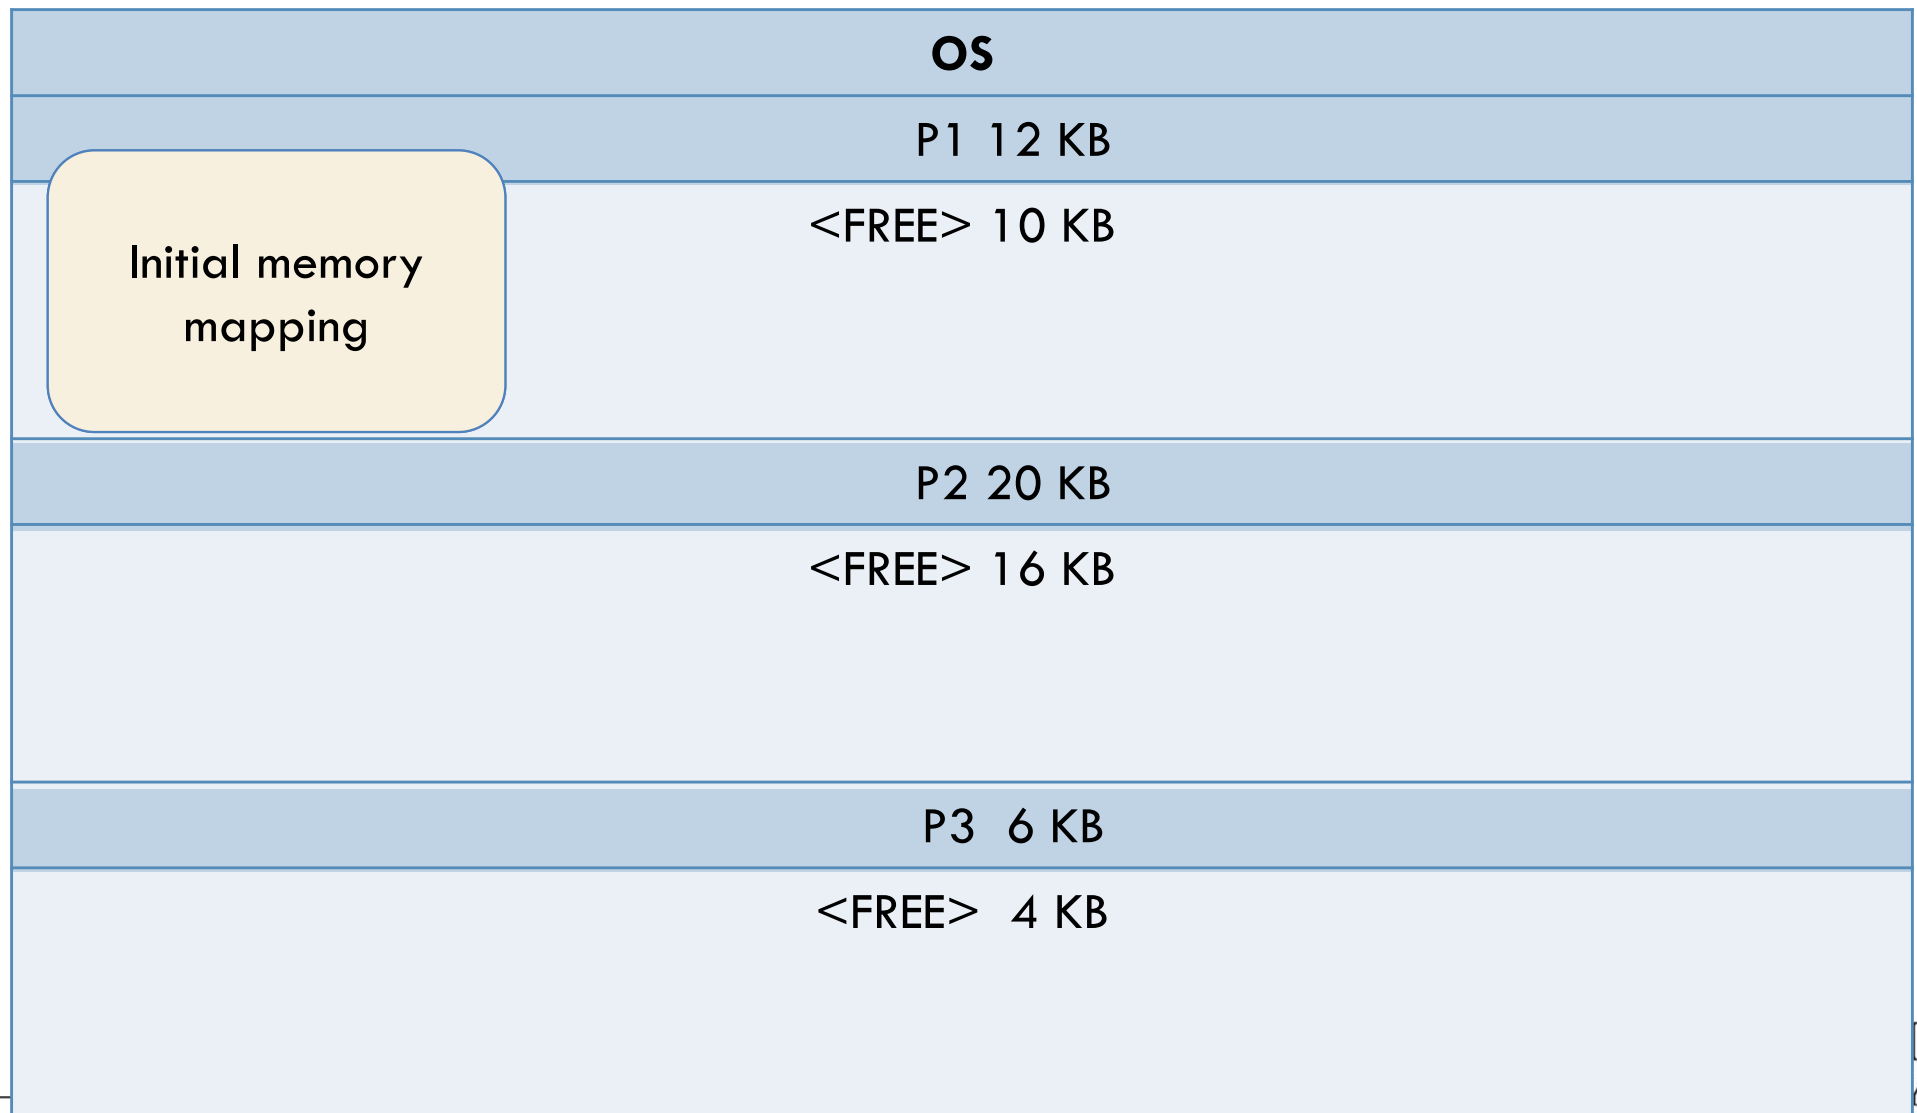 OS
P1 12 KB
<FREE> 10 KB
Initial memory
mapping
P2 20 KB
<FREE> 16 KB
P3 6 KB
<FREE> 4 KB